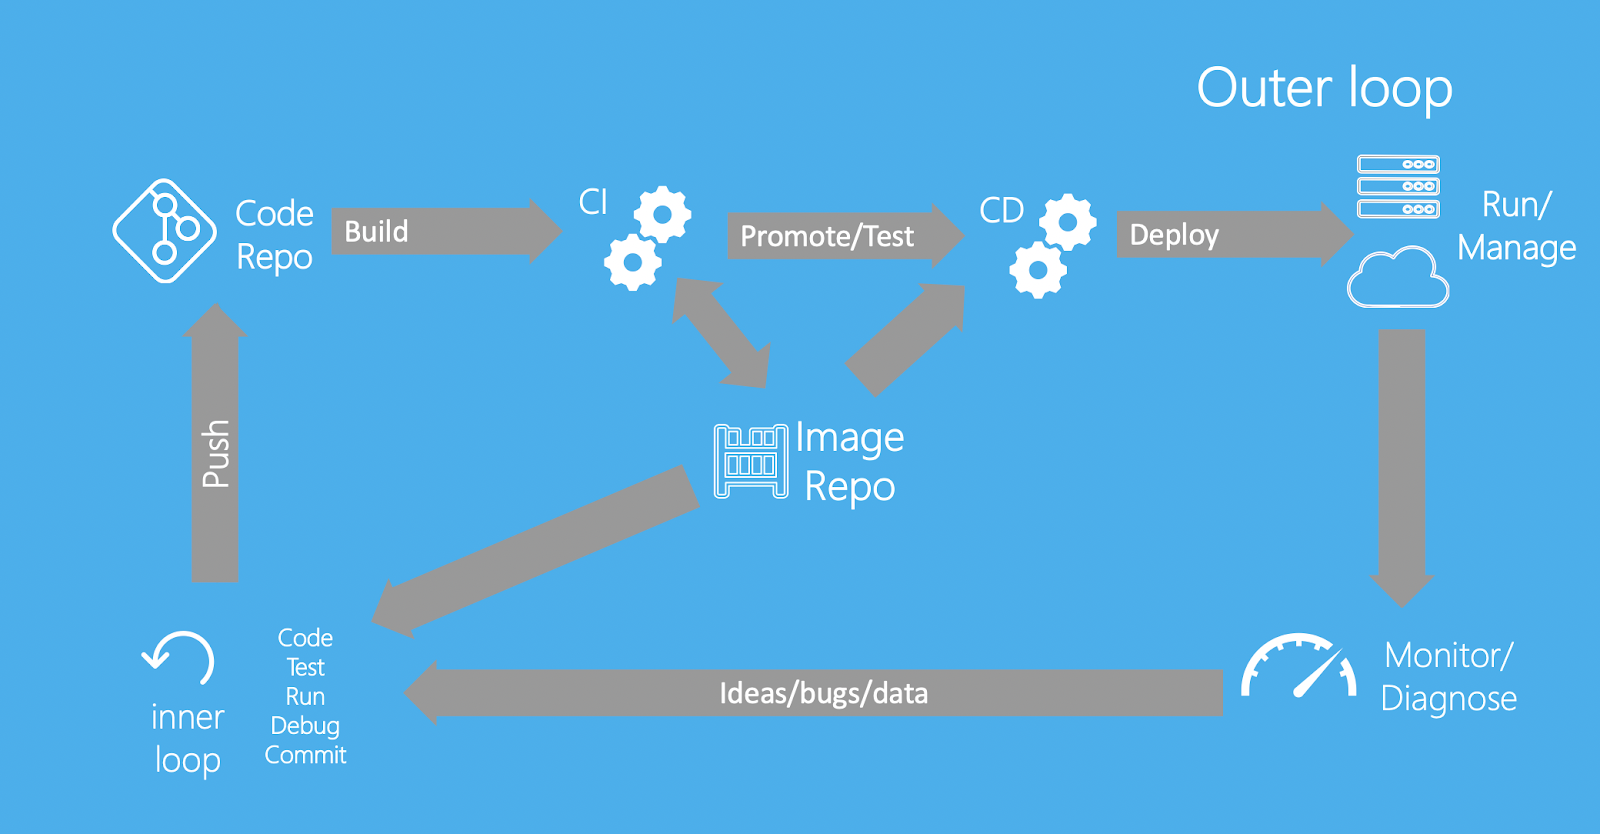 Outer loop
Code
Repo
Build
CI
Promote/Test
CD
Deploy
Run/
Manage
Push
Image
Repo
inner
loop
Code
Test
Run
Debug
Commit
Ideas/bugs/data
Monitor/
Diagnose